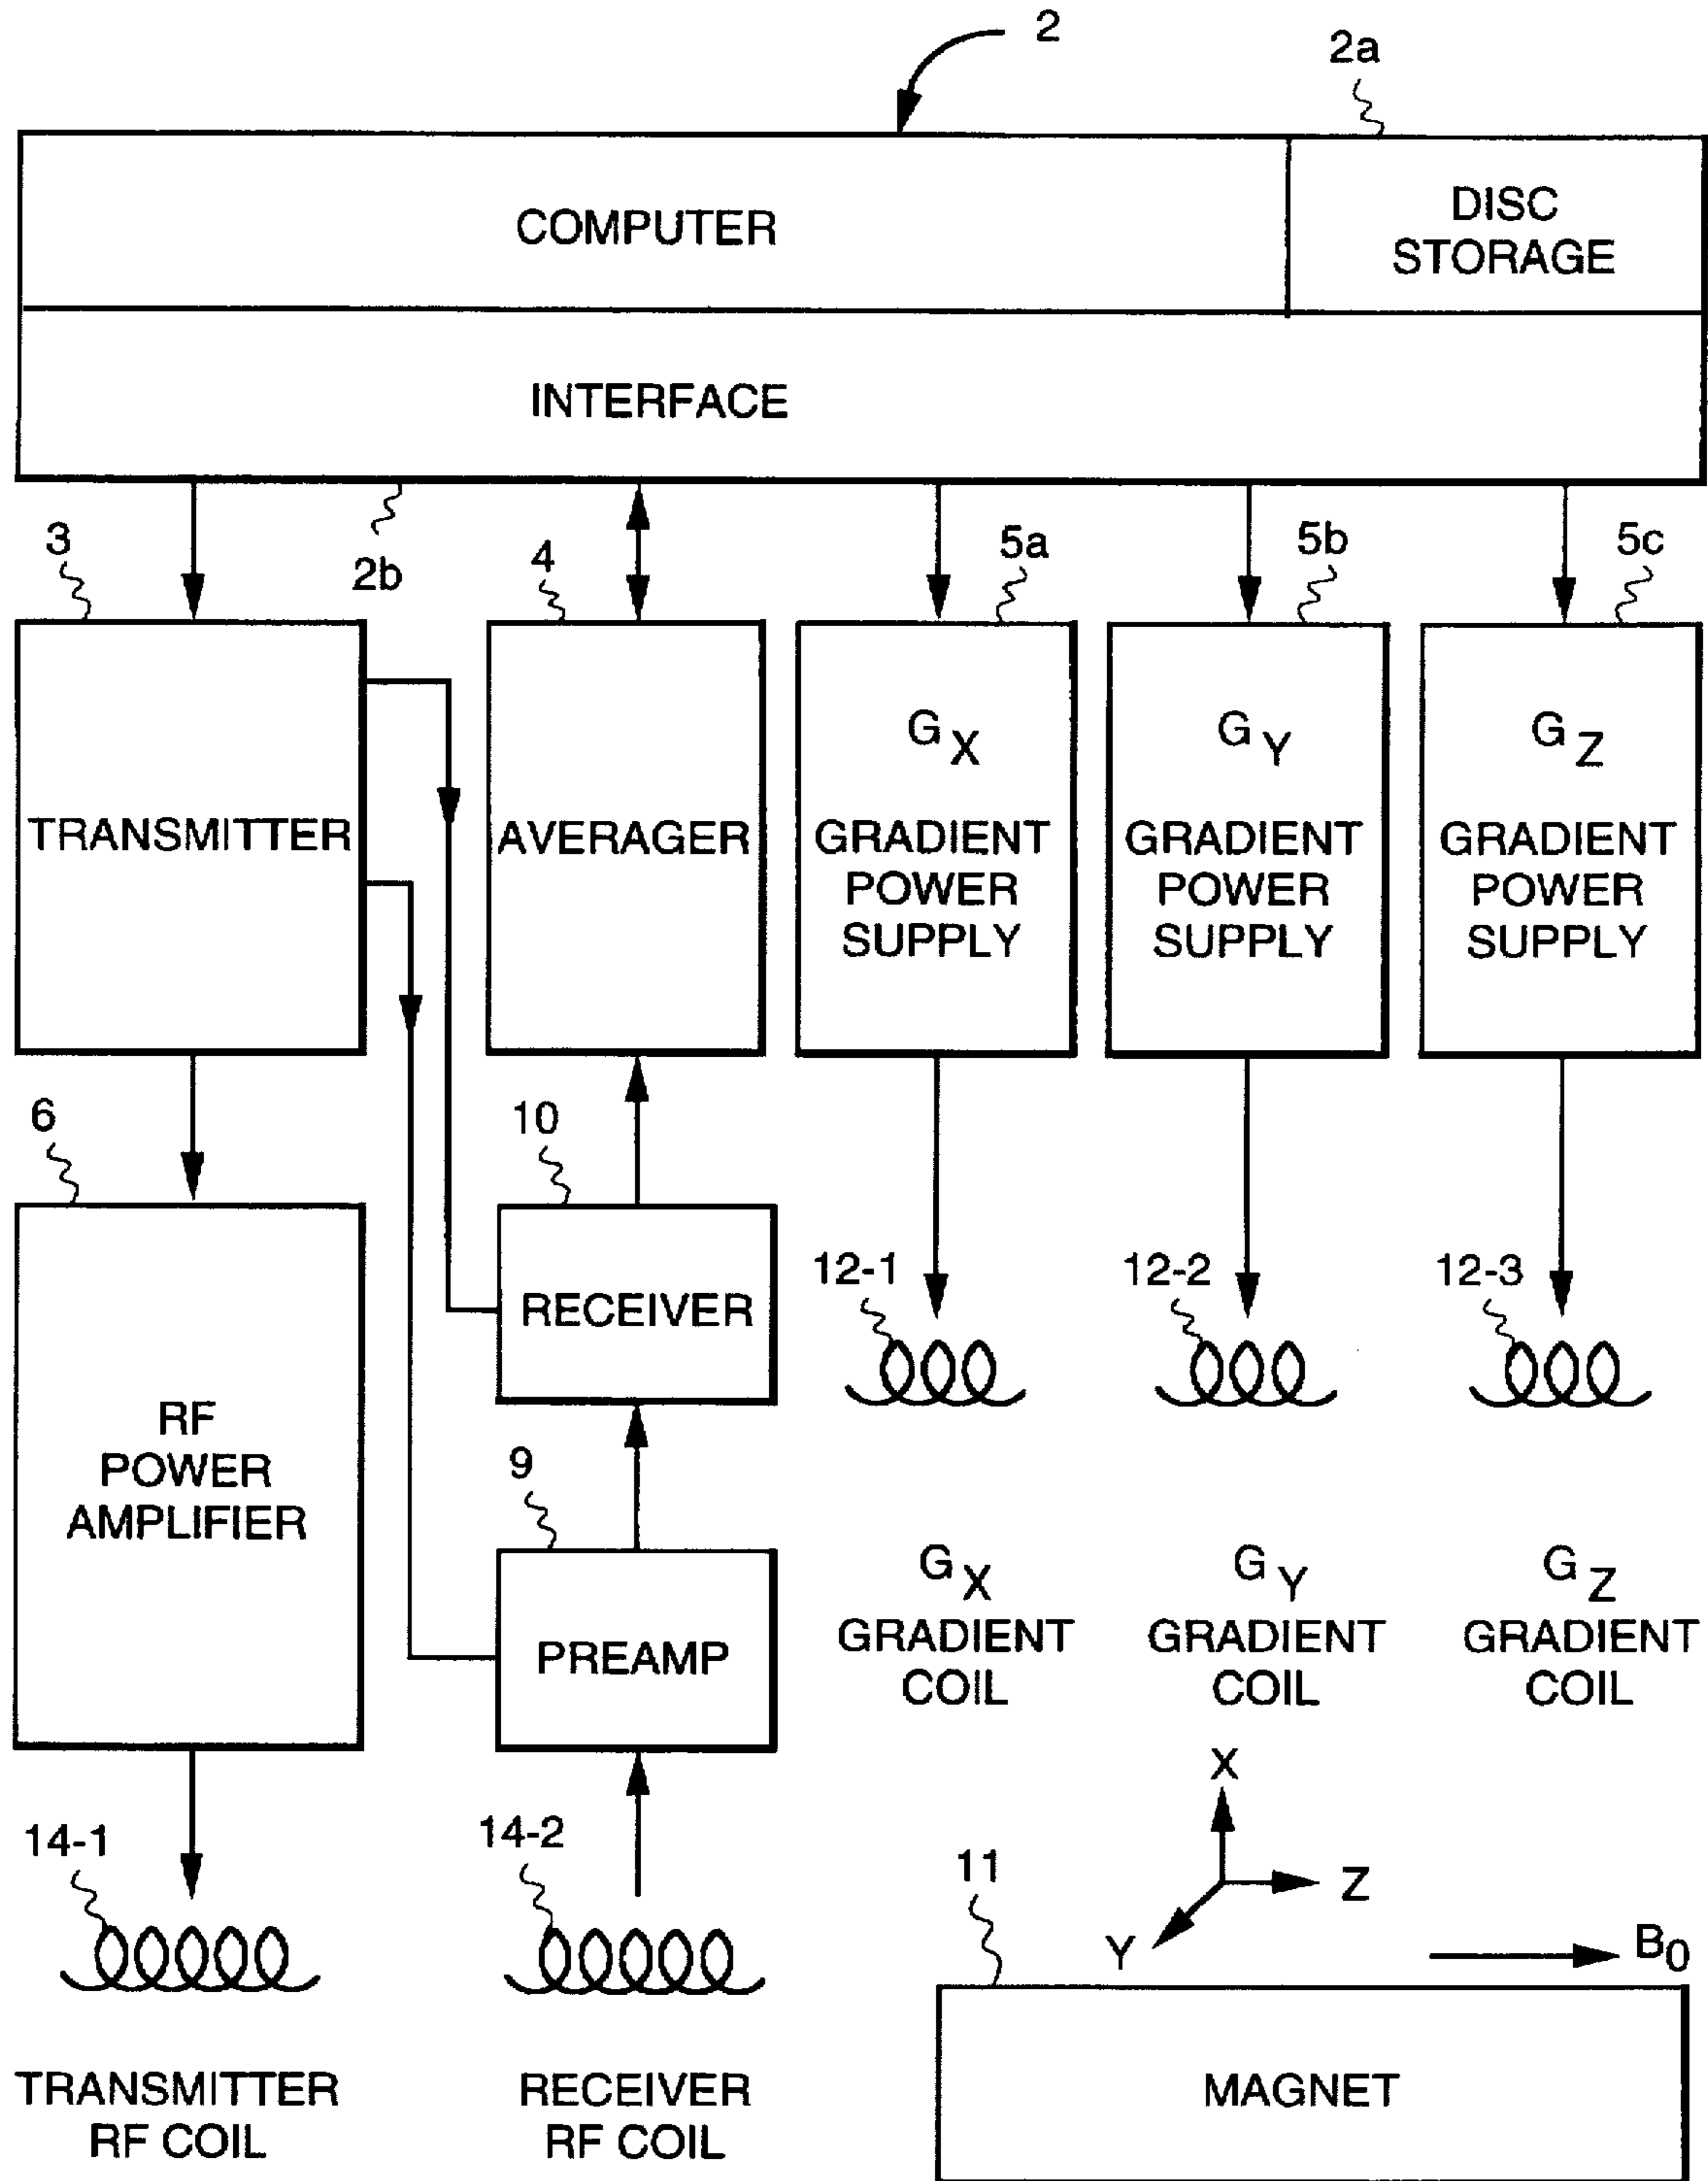 2
2a
COMPUTER
DISC
STORAGE
INTERFACE
3
2b
4
5a
5b
5c
TRANSMITTER
AVERAGER
GX
GRADIENT
POWER
SUPPLY
GY
GRADIENT
POWER
SUPPLY
GZ
GRADIENT
POWER
SUPPLY
6
10
12-1
12-2
12-3
RECEIVER
RF
POWER
AMPLIFIER
9
PREAMP
GX
GRADIENT
COIL
GY
GRADIENT
COIL
GZ
GRADIENT
COIL
14-1
14-2
11
X
Z
Y
B0
TRANSMITTER
RF COIL
RECEIVER
RF COIL
MAGNET